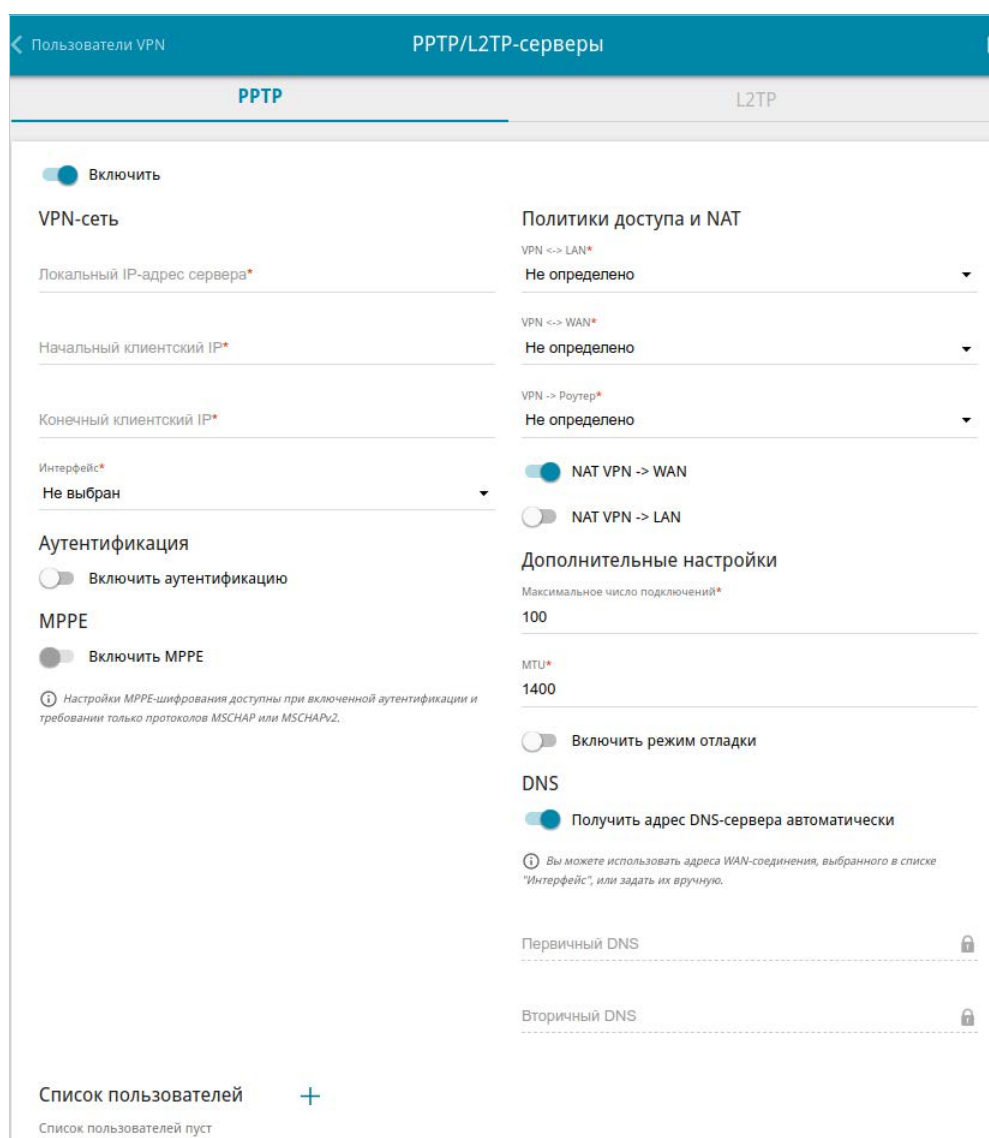 Пользователи VPN
PPTP/L2TP-серверы
PPTP
L2TP
Включить
VPN-сеть
Локальный IP-адрес сервера*
Начальный клиентский IP*
Конечный клиентский IP*
Интерфейс*
Не выбран
Аутентификация
Включить аутентификацию
MPPE
Включить MPPE
Настройки MPPE-шифрования доступны при включенной аутентификации и
требовании только протоколов MSCHAP или MSCHAPv2.
Политики доступа и NAT
VPN <-> LAN*
Не определено
VPN <-> WAN*
Не определено
VPN -> Роутер*
Не определено
NAT VPN -> WAN
NAT VPN -> LAN
Дополнительные настройки
Максимальное число подключений*
100
MTU*
1400
Включить режим отладки
DNS
Получить адрес DNS-сервера автоматически
Вы можете использовать адреса WAN-соединения, выбранного в списке
"Интерфейс", или задать их вручную.
Первичный DNS
Вторичный DNS
Список пользователей +
Список пользователей пуст